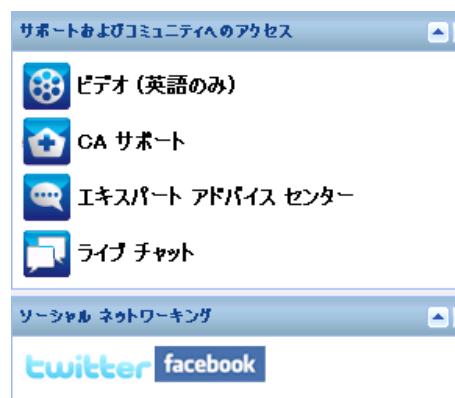 サポートおよびコミュニティへのアクセス
ビデオ (英語のみ)
CA サポート
エキスパート アドバイス センター
ライブ チャット
ソーシャル ネットワーキング
twitter facebook